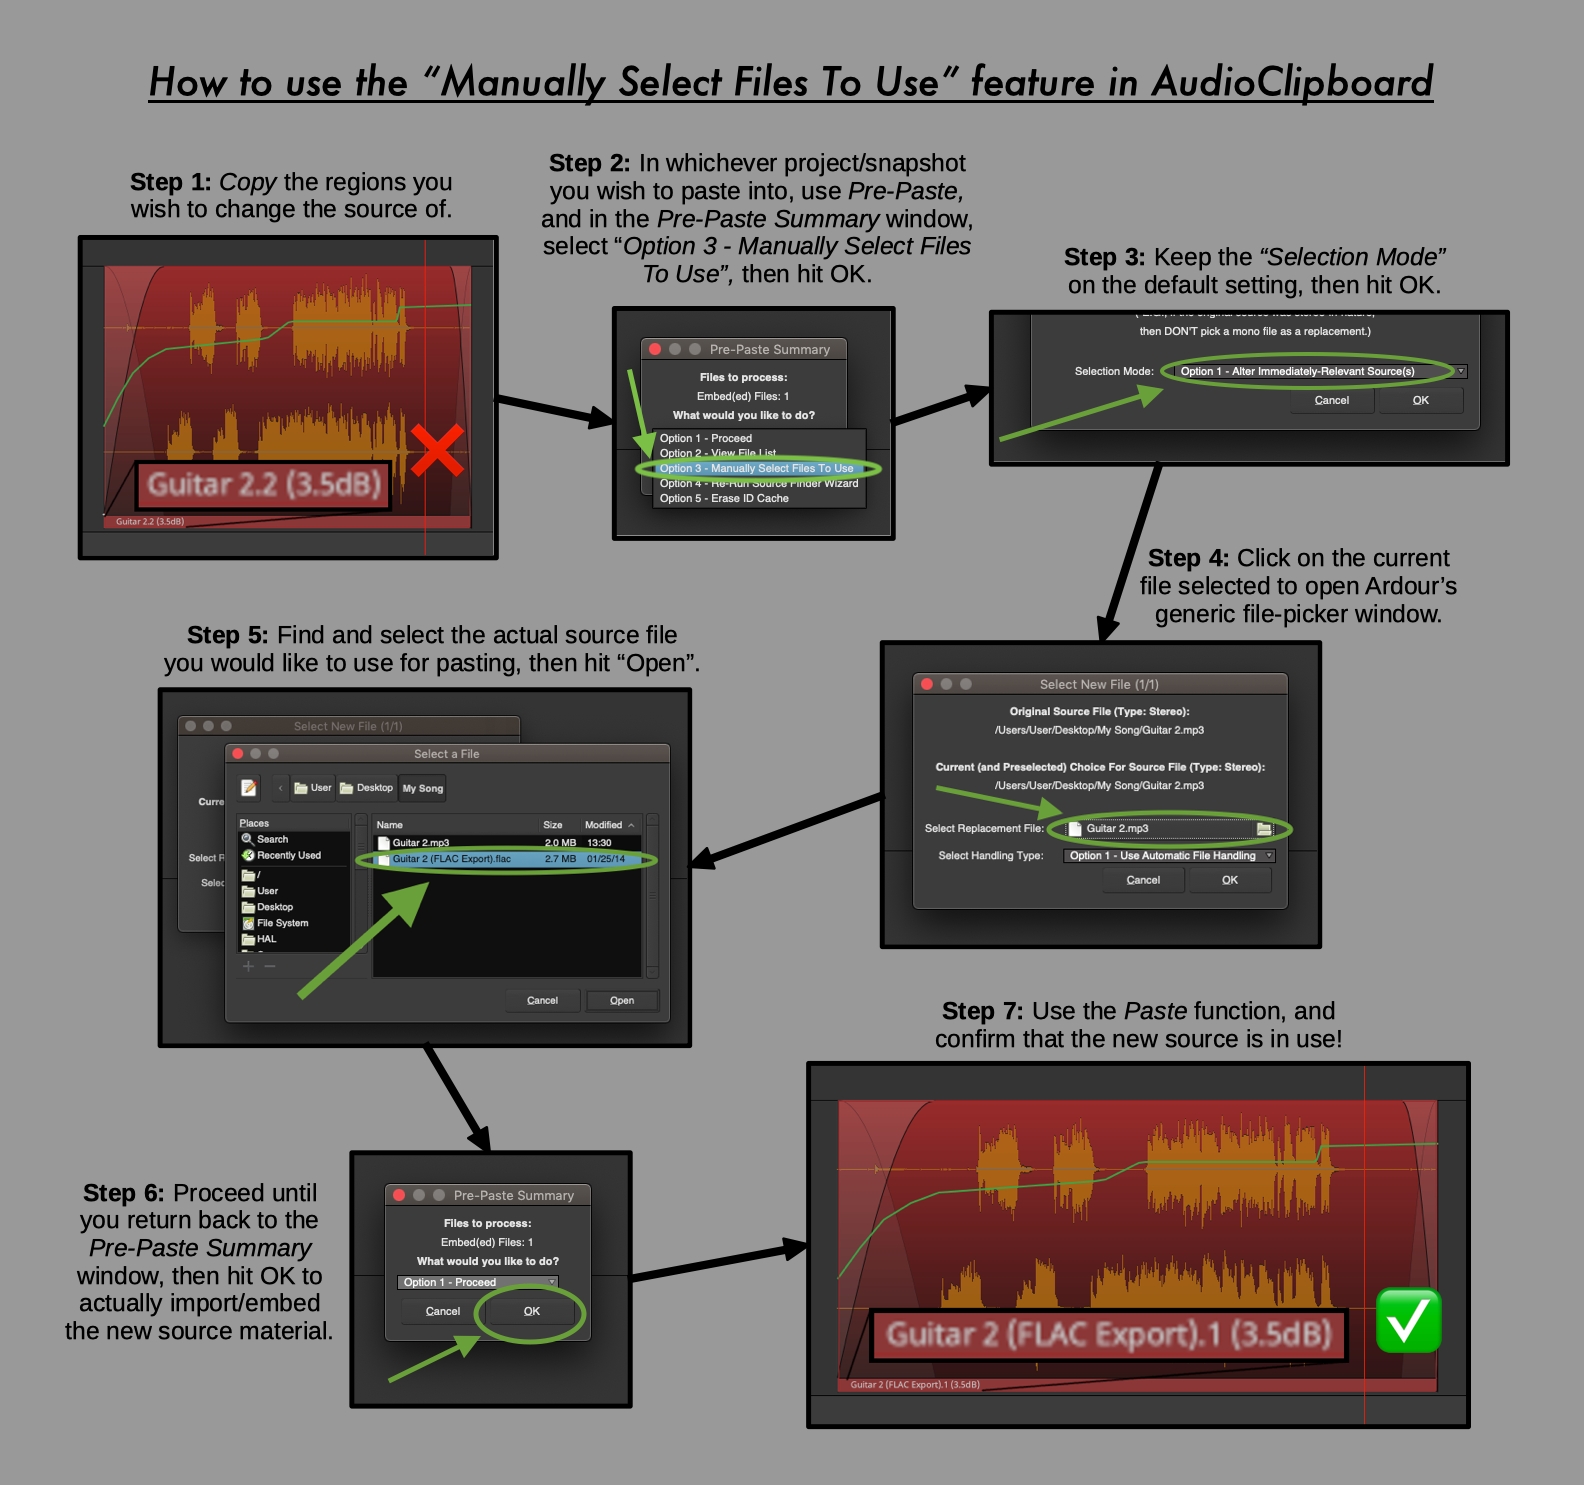 How to use the “Manually Select Files To Use” feature in AudioClipboard
Step 1: Copy the regions you
wish to change the source of.
Guitar 2.2 (3.5dB)
Guitar 2.2 (3.5dB)
Step 2: In whichever project/snapshot
you wish to paste into, use Pre-Paste,
and in the Pre-Paste Summary window,
select “Option 3 - Manually Select Files
To Use”, then hit OK.
Pre-Paste Summary
Files to process:
Embed(ed) Files: 1
What would you like to do?
Option 1 - Proceed
Option 2 - View File List
Option 3 - Manually Select Files To Use
Option 4 - Re-Run Source Finder Wizard
Option 5 - Erase ID Cache
Step 3: Keep the “Selection Mode”
on the default setting, then hit OK.
if the original source was stereo in nature,
then DON'T pick a mono file as a replacement.)
Selection Mode: Option 1 - Alter Immediately-Relevant Source(s)
Cancel OK
Step 4: Click on the current
file selected to open Ardour’s
generic file-picker window.
Select New File (1/1)
Original Source File (Type: Stereo):
/Users/User/Desktop/My Song/Guitar 2.mp3
Current (and Preselected) Choice For Source File (Type: Stereo):
/Users/User/Desktop/My Song/Guitar 2.mp3
Select Replacement File: Guitar 2.mp3
Select Handling Type: Option 1 - Use Automatic File Handling
Cancel OK
Step 5: Find and select the actual source file
you would like to use for pasting, then hit “Open”.
Select New File (1/1)
Curre
Select R
Selec
Select a File
User Desktop My Song
Places
Search
Recently Used
/
User
Desktop
File System
HAL
Name Size Modified
Guitar 2.mp3 2.0 MB 13:30
Guitar 2 (FLAC Export).flac 2.7 MB 01/25/14
Cancel Open
Step 6: Proceed until
you return back to the
Pre-Paste Summary
window, then hit OK to
actually import/embed
the new source material.
Pre-Paste Summary
Files to process:
Embed(ed) Files: 1
What would you like to do?
Option 1 - Proceed
Cancel OK
Step 7: Use the Paste function, and
confirm that the new source is in use!
Guitar 2 (FLAC Export).1 (3.5dB)
Guitar 2 (FLAC Export).1 (3.5dB)